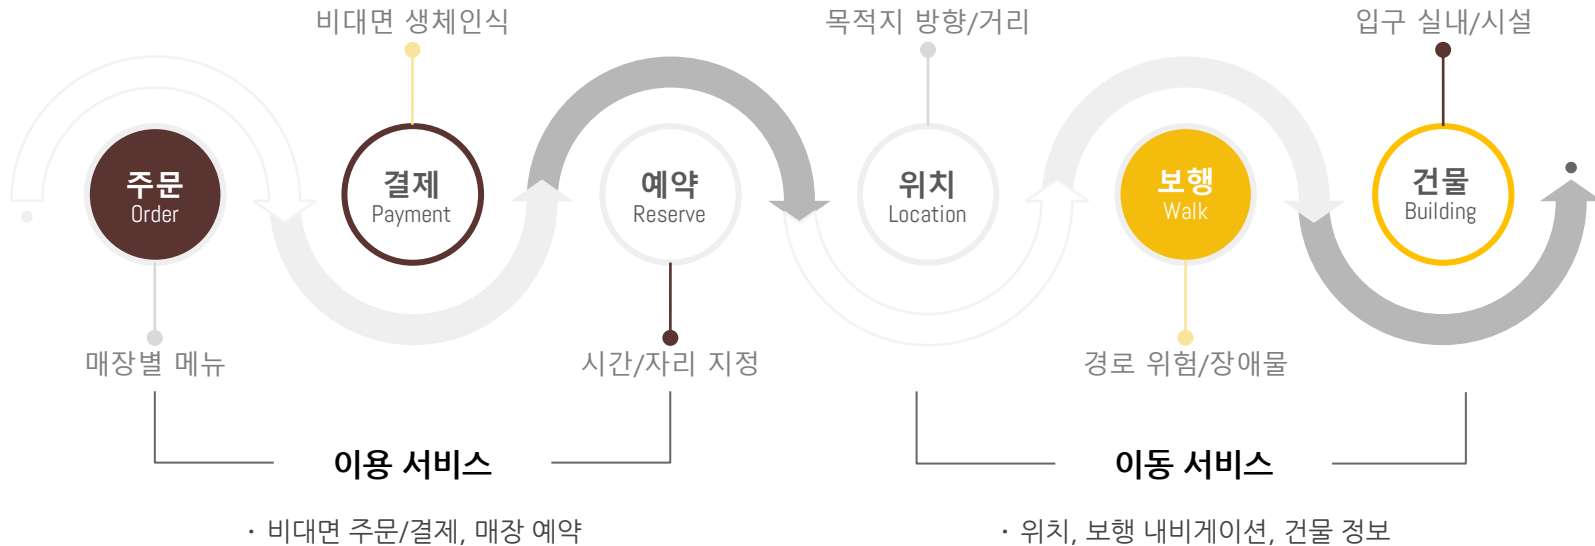 비대면 생체인식
목적지 방향/거리
입구 실내/시설
주문
Order
결제
Payment
예약
Reserve
위치
Location
보행
Walk
건물
Building
매장별 메뉴
시간/자리 지정
경로 위험/장애물
이용 서비스
이동 서비스
· 비대면 주문/결제, 매장 예약
· 위치, 보행 내비게이션, 건물 정보